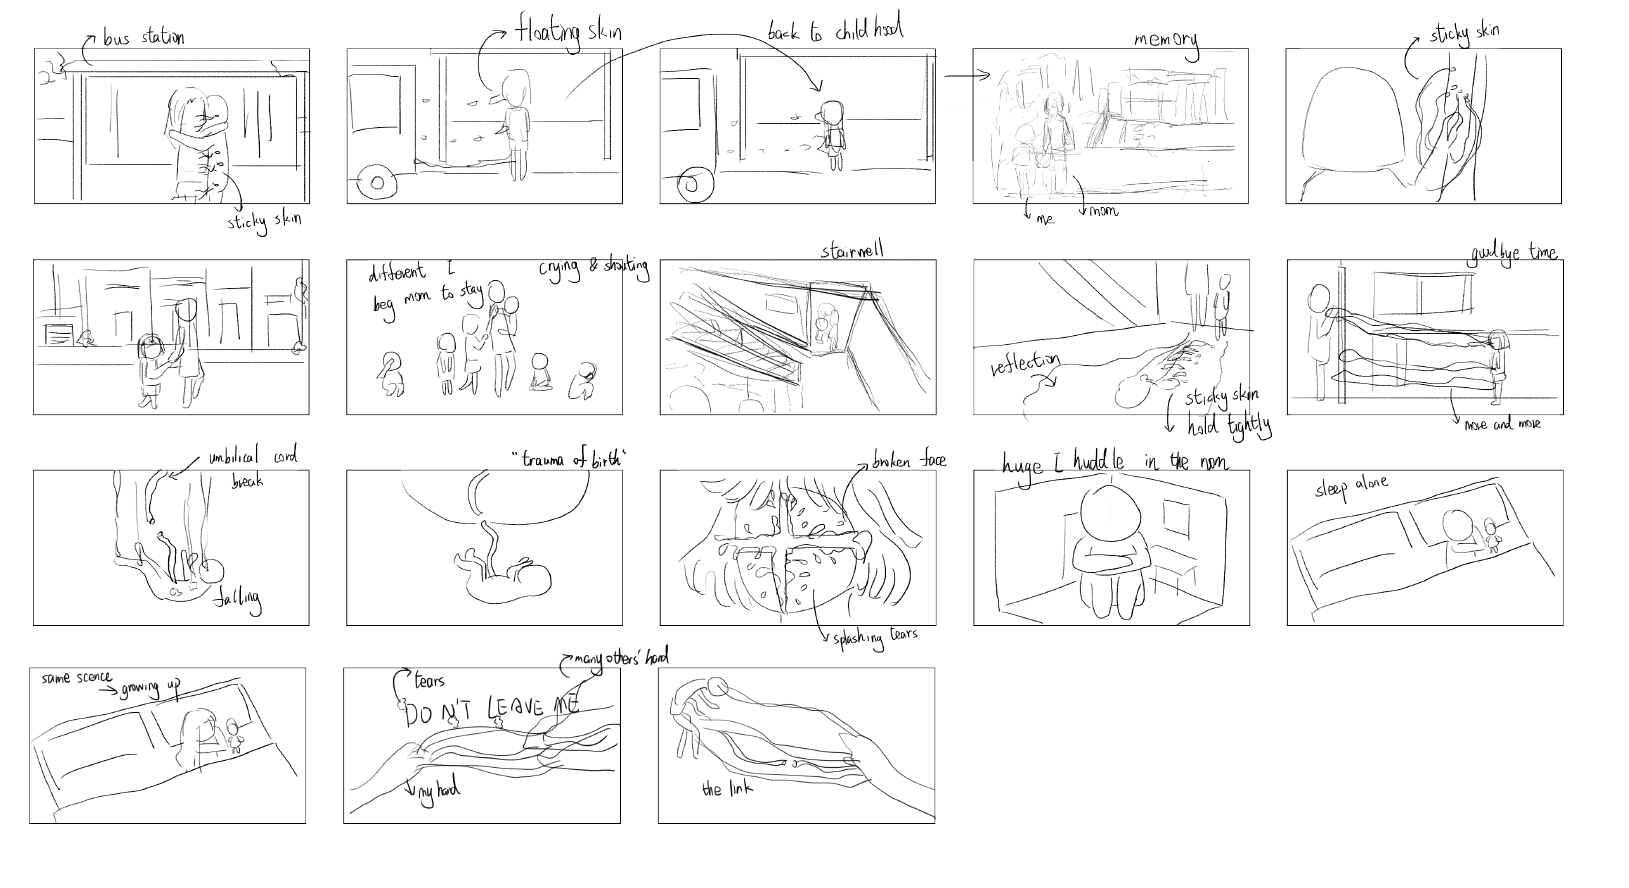 bus station
sticky skin
floating skin
back to childhood
memory
me
mom
sticky skin
different I
beg mom to stay
crying & shouting
stairwell
reflection
sticky skin
hold tightly
goodbye time
more and more
umbilical cord
break
falling
"trauma of birth"
broken face
splashing tears
huge I huddle in the rom
sleep alone
same scence
growing up
tears
many others' hand
DON'T LEAVE ME
my hand
the link